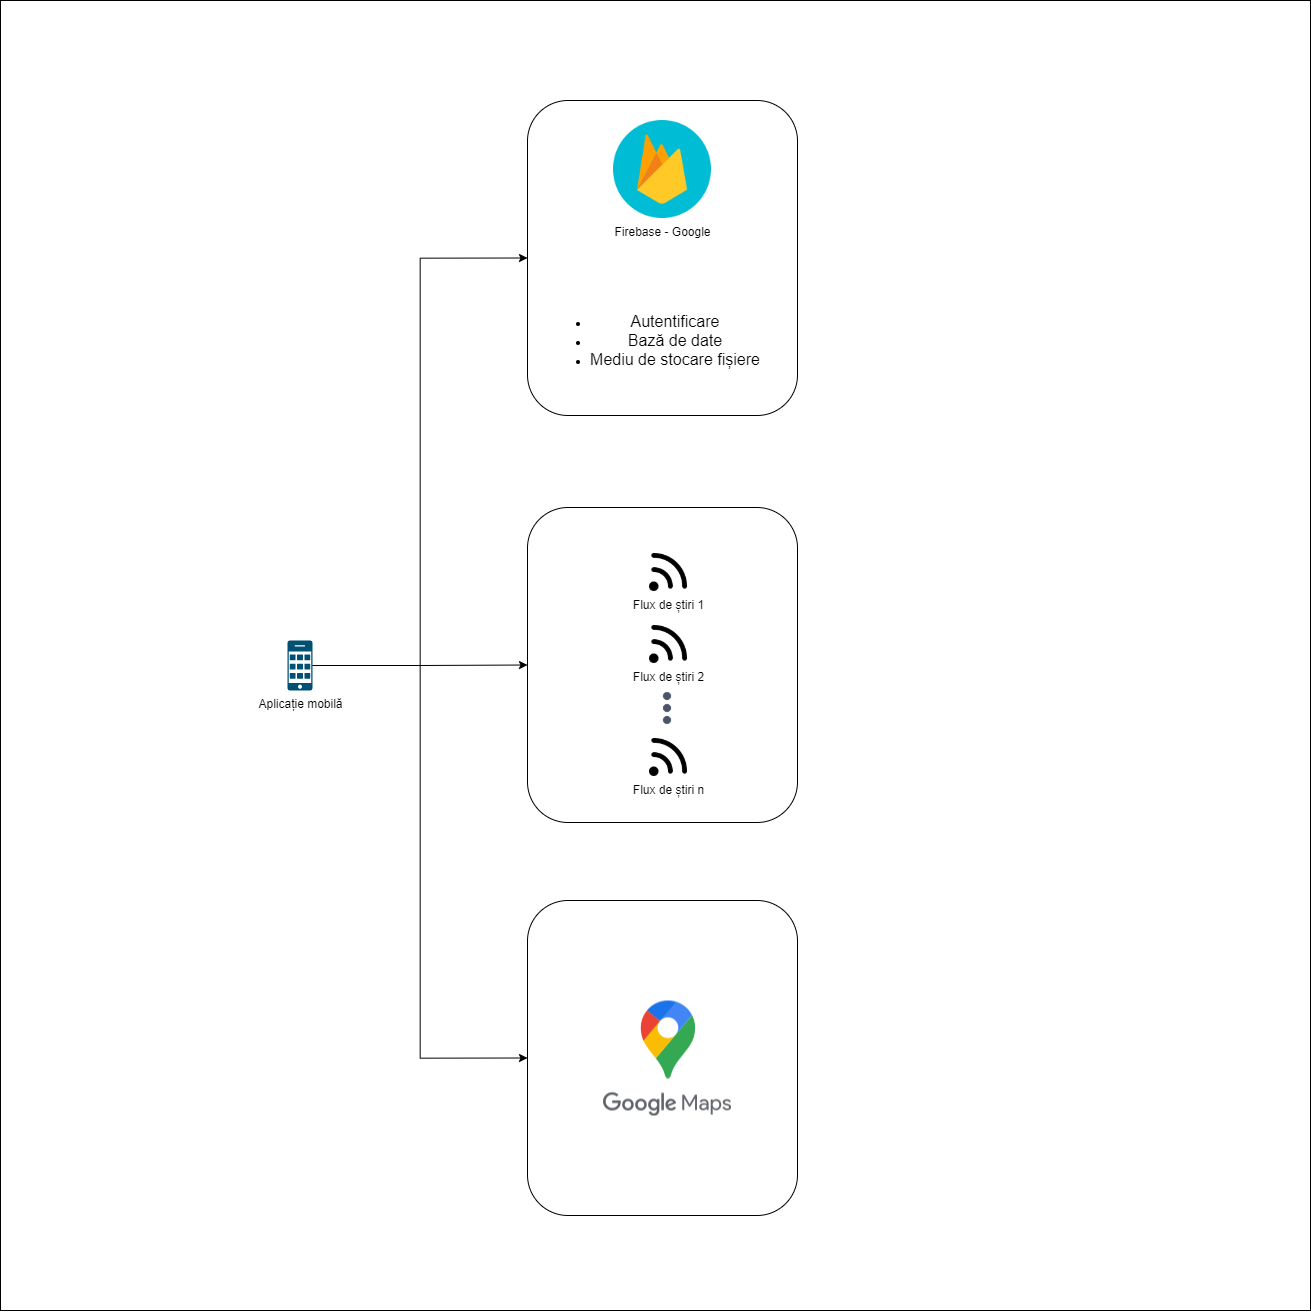 Firebase - Google
Autentificare
Bază de date
Mediu de stocare fișiere
Flux de știri 1
Flux de știri 2
Flux de știri n
Aplicație mobilă
Google Maps